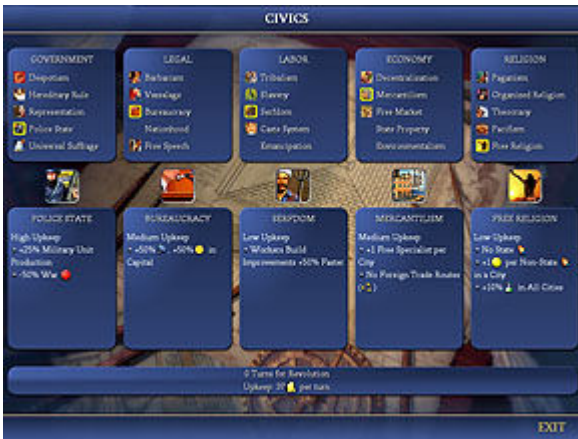 CIVICS
GOVERNMENT
Despotism
Hereditary Rule
Representation
Police State
Universal Suffrage
LEGAL
Barbarism
Vassalage
Bureaucracy
Nationhood
Free Speech
LABOR
Tribalism
Slavery
Serfdom
Caste System
Emancipation
ECONOMY
Decentralization
Mercantilism
Free Market
State Property
Environmentalism
RELIGION
Paganism
Organized Religion
Theocracy
Pacifism
Free Religion
POLICE STATE
High Upkeep
+25% Military Unit
Production
-50% War
BUREAUCRACY
Medium Upkeep
+50% , +50% in
Capital
SERFDOM
Low Upkeep
Workers Build
Improvements +50% Faster
MERCANTILISM
Medium Upkeep
+1 Free Specialist per
City
No Foreign Trade Routes
FREE RELIGION
Low Upkeep
No State
+1 per Non-State
in a City
+10% in All Cities
0 Turns for Revolution
Upkeep: per turn
EXIT